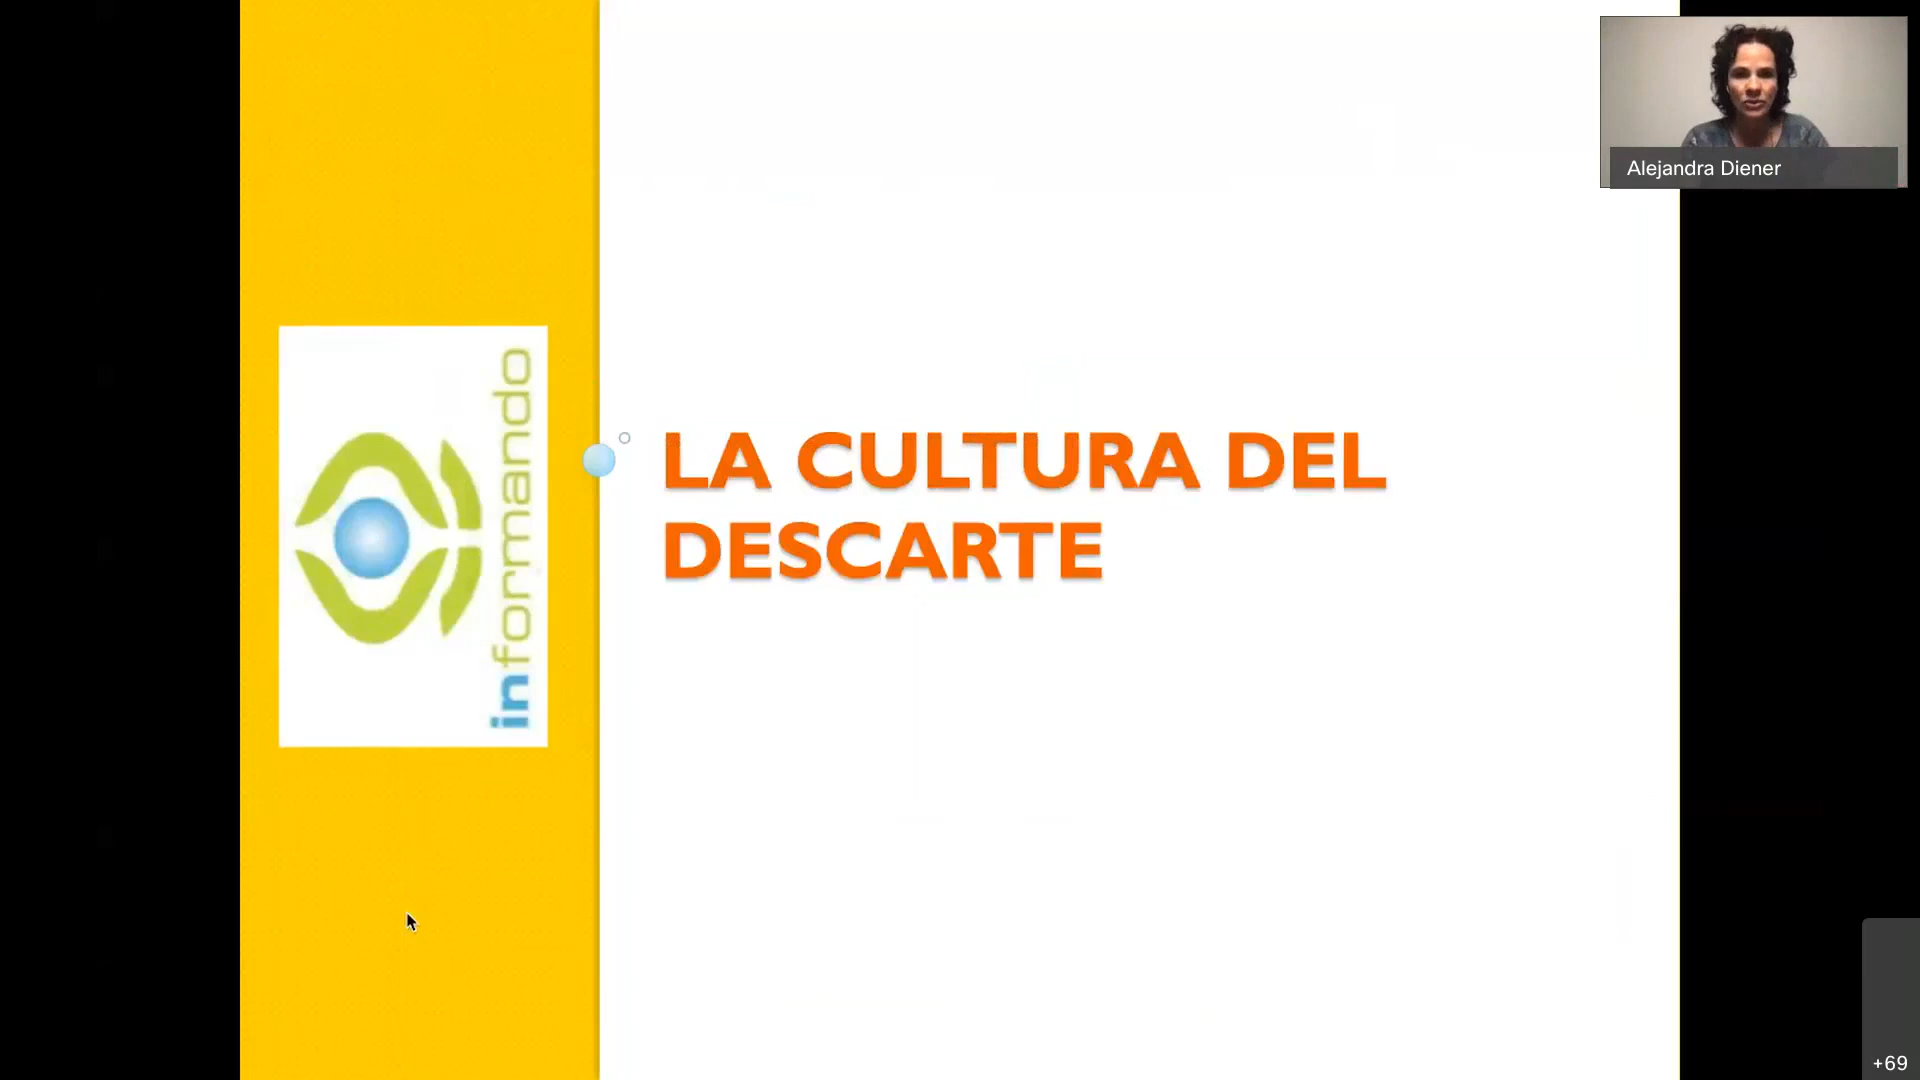 Alejandra Diener
informando
LA CULTURA DEL
DESCARTE
+69